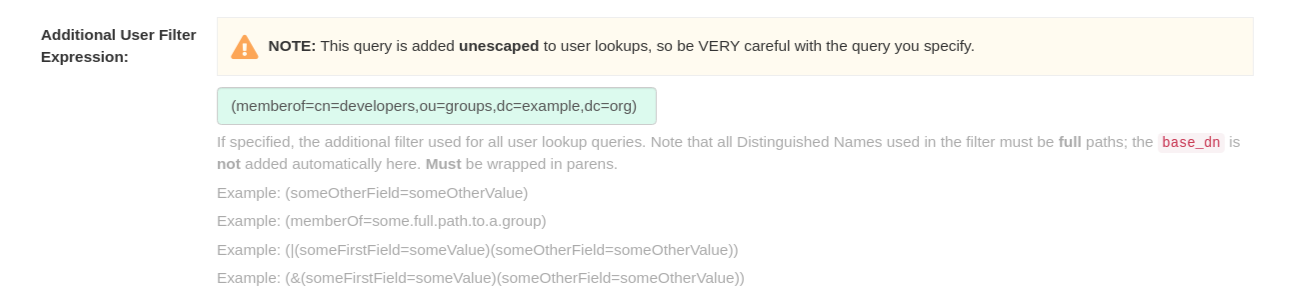 Additional User Filter
Expression:
NOTE: This query is added unescaped to user lookups, so be VERY careful with the query you specify.
(memberof=cn=developers,ou=groups,dc=example,dc=org)
If specified, the additional filter used for all user lookup queries. Note that all Distinguished Names used in the filter must be full paths; the base_dn is
not added automatically here. Must be wrapped in parens.
Example: (someOtherField=someOtherValue)
Example: (memberOf=some.full.path.to.a.group)
Example: (|(someFirstField=someValue)(someOtherField=someOtherValue))
Example: (&(someFirstField=someValue)(someOtherField=someOtherValue))